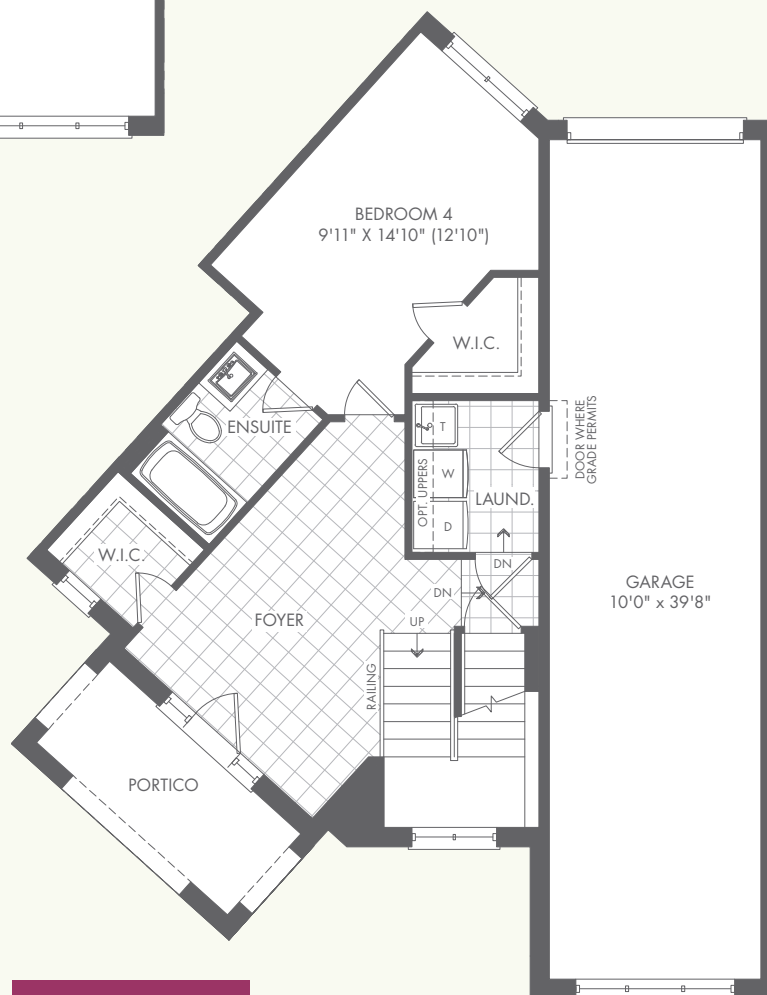 BEDROOM 4
9'11" X 14'10" (12'10")
W.I.C.
ENSUITE
T
W
D
OPT. UPPERS
LAUND.
DOOR WHERE
GRADE PERMITS
W.I.C.
DN
DN
FOYER
UP
RAILING
GARAGE
10'0" x 39'8"
PORTICO